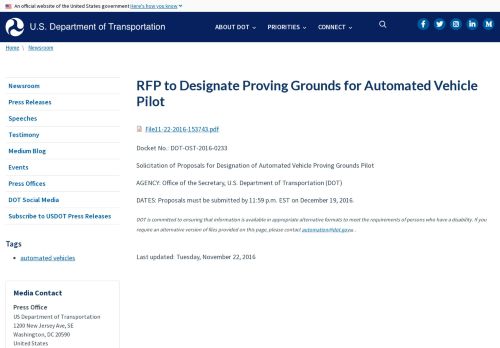 An official website of the United States government Here's how you know
U.S. Department of Transportation
ABOUT DOT
PRIORITIES
CONNECT
Home \ Newsroom
Newsroom
Press Releases
Speeches
Testimony
Medium Blog
Events
Press Offices
DOT Social Media
Subscribe to USDOT Press Releases
Tags
automated vehicles
Media Contact
Press Office
US Department of Transportation
1200 New Jersey Ave, SE
Washington, DC 20590
United States
RFP to Designate Proving Grounds for Automated Vehicle
Pilot
File11-22-2016-153743.pdf
Docket No.: DOT-OST-2016-0233
Solicitation of Proposals for Designation of Automated Vehicle Proving Grounds Pilot
AGENCY: Office of the Secretary, U.S. Department of Transportation (DOT)
DATES: Proposals must be submitted by 11:59 p.m. EST on December 19, 2016.
DOT is committed to ensuring that information is available in appropriate alternative formats to meet the requirements of persons who have a disability. If you
require an alternative version of files provided on this page, please contact automation@dot.gov .
Last updated: Tuesday, November 22, 2016